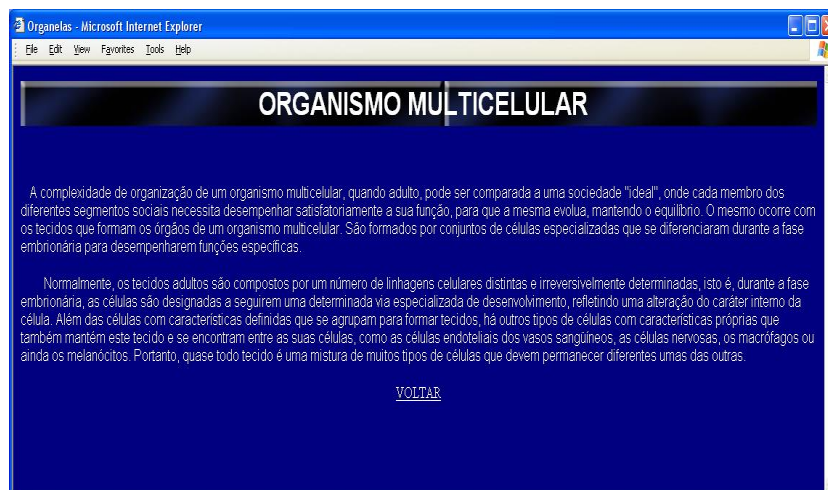 Organelas - Microsoft Internet Explorer
File Edit View Favorites Tools Help
ORGANISMO MULTICELULAR
A complexidade de organização de um organismo multicelular, quando adulto, pode ser comparada a uma sociedade "ideal", onde cada membro dos
diferentes segmentos sociais necessita desempenhar satisfatoriamente a sua função, para que a mesma evolua, mantendo o equilíbrio. O mesmo ocorre com
os tecidos que formam os órgãos de um organismo multicelular. São formados por conjuntos de células especializadas que se diferenciaram durante a fase
embrionária para desempenharem funções específicas.
Normalmente, os tecidos adultos são compostos por um número de linhagens celulares distintas e irreversivelmente determinadas, isto é, durante a fase
embrionária, as células são designadas a seguirem uma determinada via especializada de desenvolvimento, refletindo uma alteração do caráter interno da
célula. Além das células com características definidas que se agrupam para formar tecidos, há outros tipos de células com características próprias que
também mantém este tecido e se encontram entre as suas células, como as células endoteliais dos vasos sangüíneos, as células nervosas, os macrófagos ou
ainda os melanócitos. Portanto, quase todo tecido é uma mistura de muitos tipos de células que devem permanecer diferentes umas das outras.
VOLTAR